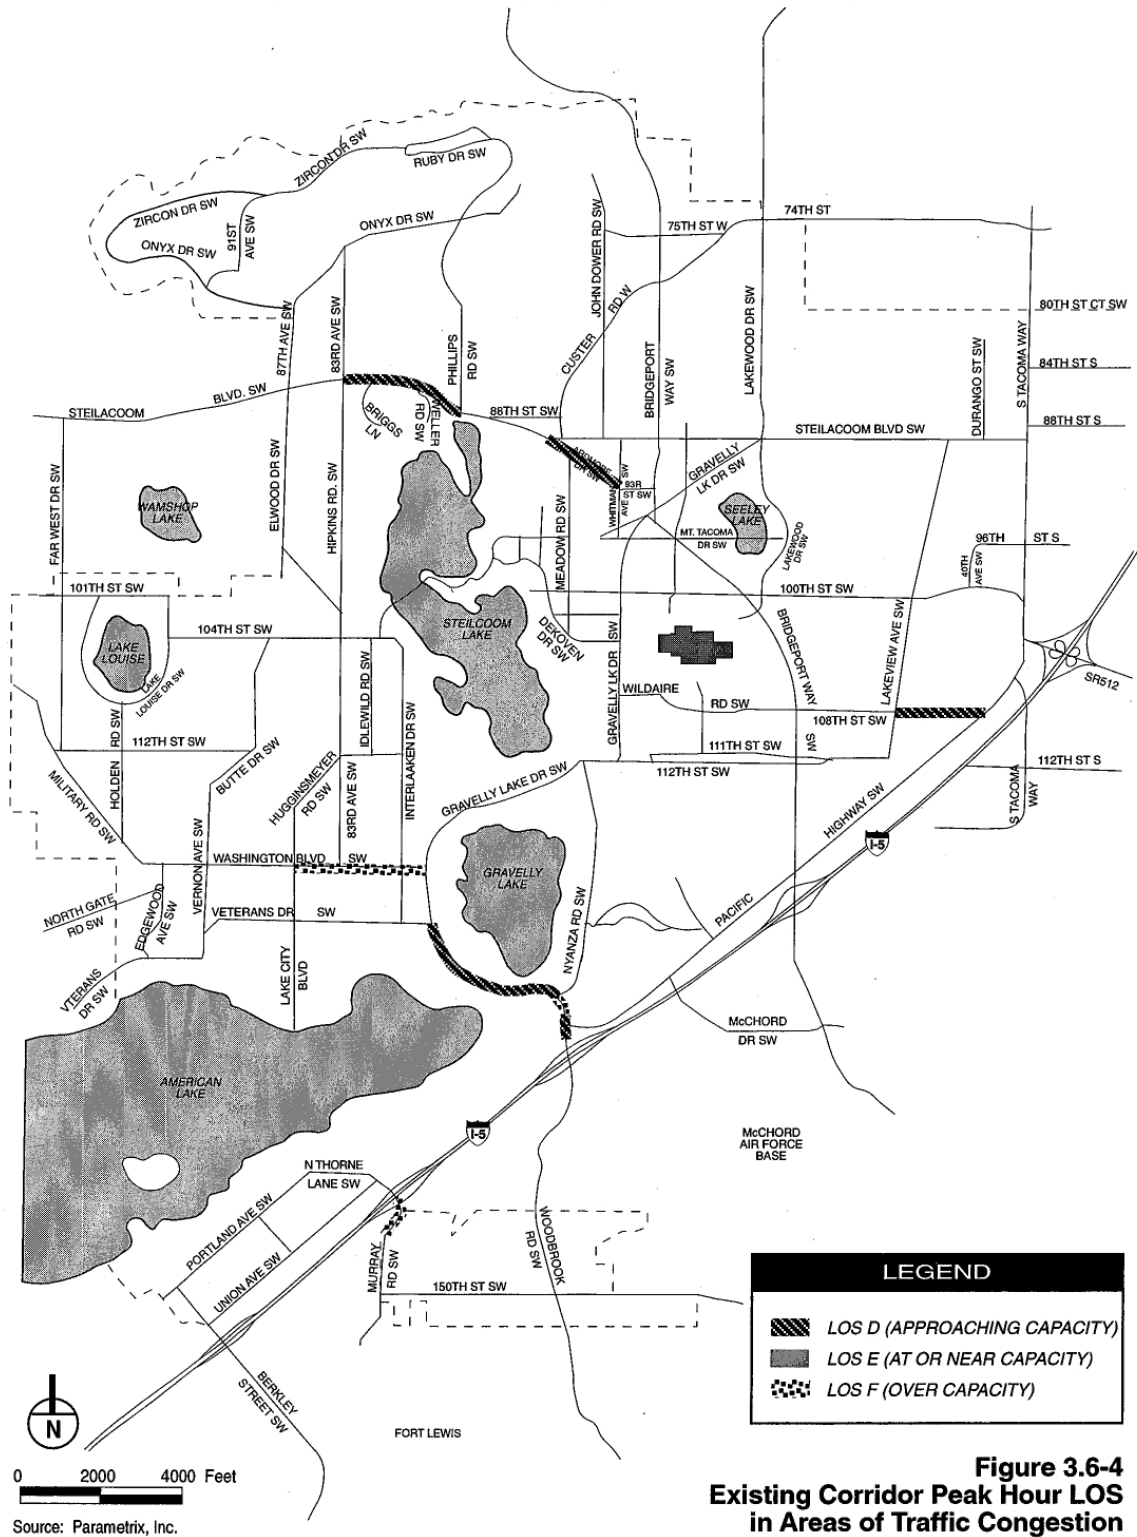 ZIRCON DR SW
RUBY DR SW
ZIRCON DR SW
ONYX DR SW
91ST
AVE SW
ONYX DR SW
74TH ST
75TH ST W
JOHN DOWER RD SW
CUSTER
RD W
LAKEWOOD DR SW
80TH ST CT SW
87TH AVE SW
83RD AVE SW
PHILLIPS
RD SW
BRIDGEPORT
WAY SW
DURANGO ST SW
S TACOMA WAY
84TH ST S
STEILACOOM
BLVD. SW
BRIGGS
LN
WELLER
RD SW
88TH ST SW
88TH ST S
STEILACOOM BLVD SW
ARDMORE
DR SW
GRAVELLY
LK DR SW
WHITMAN
AVE SW
93R
ST SW
FAR WEST DR SW
ELWOOD DR SW
HIPKINS RD. SW
WAMSHOP
LAKE
MEADOW RD SW
MT. TACOMA
DR SW
SEELEY
LAKE
LAKEWOOD
DR SW
96TH
ST S
40TH
AVE SW
101TH ST SW
100TH ST SW
104TH ST SW
STEILCOOM
LAKE
DEKOVEN
DR SW
LAKE
LOUISE
LAKE
LOUISE DR SW
IDLEWILD RD SW
GRAVELLY LK DR SW
BRIDGEPORT WAY
SW
LAKEVIEW AVE SW
SR512
WILDAIRE
RD SW
108TH ST SW
HOLDEN RD SW
112TH ST SW
BUTTE DR SW
INTERLAAKEN DR SW
111TH ST SW
112TH ST SW
112TH ST S
S TACOMA
WAY
MILITARY RD SW
HUGGINSMEYER
RD SW
83RD AVE SW
GRAVELLY LAKE DR SW
HIGHWAY SW
I-5
VERNON AVE SW
WASHINGTON BLVD SW
GRAVELLY
LAKE
NORTH GATE
RD SW
EDGEWOOD
AVE SW
VETERANS DR SW
NYANZA RD SW
PACIFIC
VTERANS
DR SW
LAKE CITY
BLVD
McCHORD
DR SW
AMERICAN
LAKE
I-5
McCHORD
AIR FORCE
BASE
N THORNE
LANE SW
PORTLAND AVE SW
UNION AVE SW
MURRAY
RD SW
WOODBROOK
RD SW
150TH ST SW
BERKLEY
STREET SW
FORT LEWIS
LEGEND
LOS D (APPROACHING CAPACITY)
LOS E (AT OR NEAR CAPACITY)
LOS F (OVER CAPACITY)
N
0 2000 4000 Feet
Source: Parametrix, Inc.
Figure 3.6-4
Existing Corridor Peak Hour LOS
in Areas of Traffic Congestion